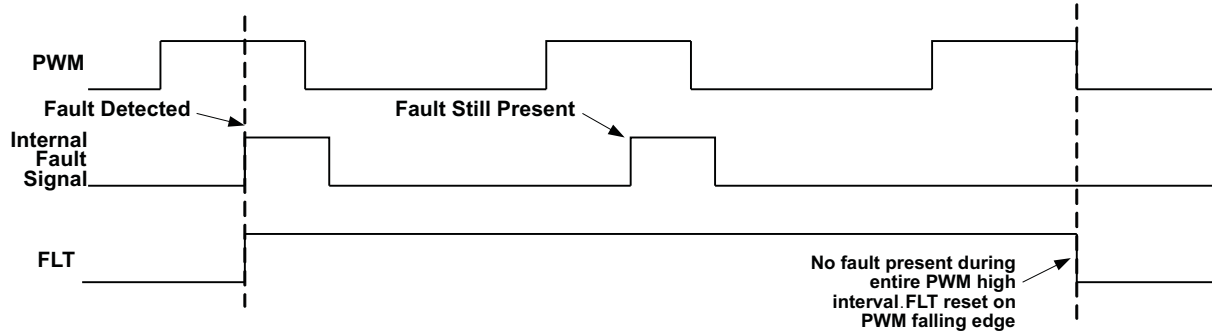 PWM
Fault Detected
Fault Still Present
Internal
Fault
Signal
FLT
No fault present during
entire PWM high
interval.FLT reset on
PWM falling edge